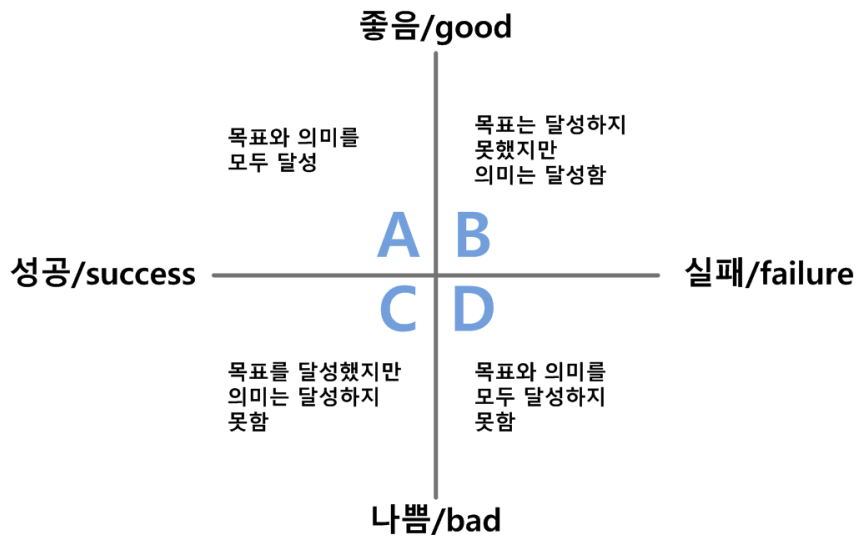 좋음/good
목표와 의미를
모두 달성
목표는 달성하지
못했지만
의미는 달성함
A
B
성공/success
실패/failure
C
D
목표를 달성했지만
의미는 달성하지
못함
목표와 의미를
모두 달성하지
못함
나쁨/bad